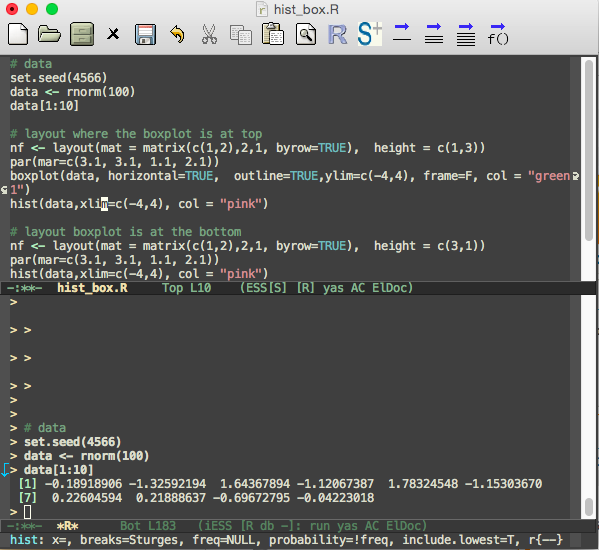 hist_box.R
S+
f()
# data
set.seed(4566)
data <- rnorm(100)
data[1:10]
# layout where the boxplot is at top
nf <- layout(mat = matrix(c(1,2),2,1, byrow=TRUE),  height = c(1,3))
par(mar=c(3.1, 3.1, 1.1, 2.1))
boxplot(data, horizontal=TRUE,  outline=TRUE,ylim=c(-4,4), frame=F, col = "green
1")
hist(data,xlim=c(-4,4), col = "pink")
# layout boxplot is at the bottom
nf <- layout(mat = matrix(c(1,2),2,1, byrow=TRUE),  height = c(3,1))
par(mar=c(3.1, 3.1, 1.1, 2.1))
hist(data,xlim=c(-4,4), col = "pink")
-:**-  hist_box.R     Top L10    (ESS[S] [R] yas AC ElDoc)
>
> >
> >
> >
>
>
> # data
> set.seed(4566)
> data <- rnorm(100)
> data[1:10]
[1] -0.18918906 -1.32592194  1.64367894 -1.12067387  1.78324548 -1.15303670
[7]  0.22604594  0.21888637 -0.69672795 -0.04223018
>
-:**-  *R*      Bot L183   (iESS [R db -]: run yas AC ElDoc)
hist: x=, breaks=Sturges, freq=NULL, probability=!freq, include.lowest=T, r{--}